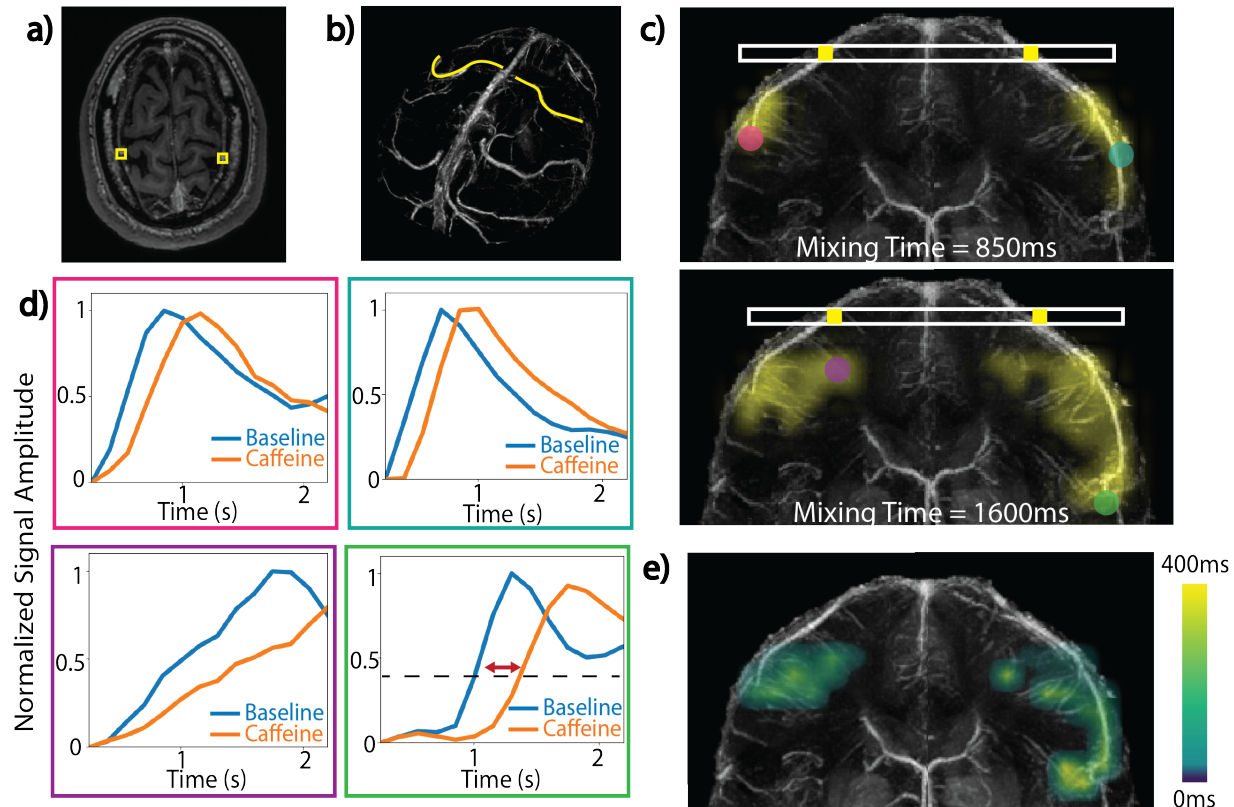 a)
b)
c)
Mixing Time = 850ms
Mixing Time = 1600ms
d)
Normalized Signal Amplitude
1
0.5
0
Baseline
Caffeine
1
2
Time (s)
1
0.5
0
Baseline
Caffeine
1
2
Time (s)
1
0.5
0
Baseline
Caffeine
1
2
Time (s)
1
0.5
0
Baseline
Caffeine
1
2
Time (s)
e)
400ms
0ms